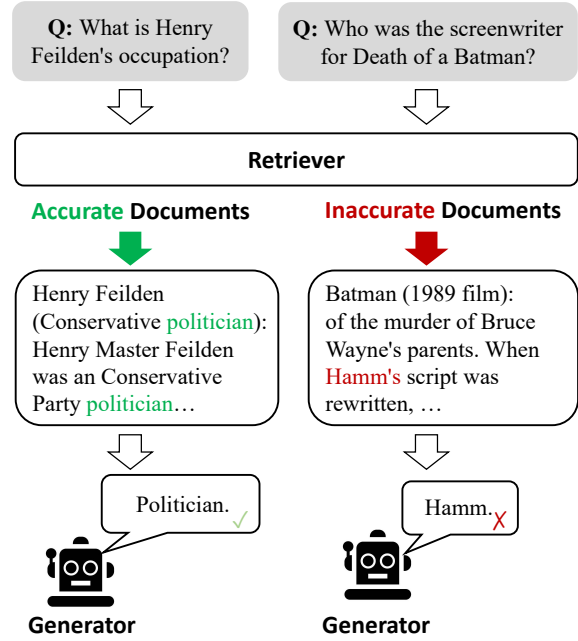 Q: What is Henry
Feilden's occupation?
Q: Who was the screenwriter
for Death of a Batman?
Retriever
Accurate Documents
Inaccurate Documents
Henry Feilden
(Conservative politician):
Henry Master Feilden
was an Conservative
Party politician…
Batman (1989 film):
of the murder of Bruce
Wayne's parents. When
Hamm's script was
rewritten, …
Politician. ✓
Hamm. ✗
Generator
Generator